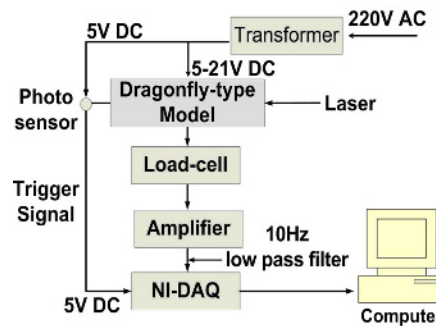 220V AC
Transformer
5V DC
5-21V DC
Dragonfly-type
Model
Laser
Photo
sensor
Load-cell
Trigger
Signal
Amplifier
10Hz
low pass filter
NI-DAQ
5V DC
Compute